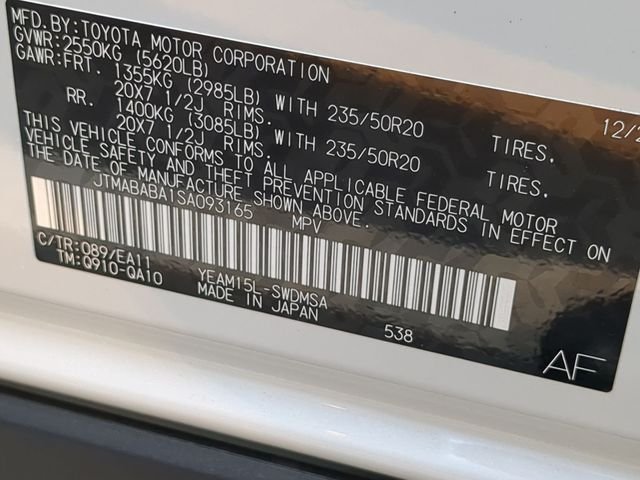 MFD.BY:TOYOTA MOTOR CORPORATION 12/2
GVWR:2550KG (5620LB)
GAWR:FRT. 1355KG (2985LB) WITH 235/50R20 TIRES.
20X7 1/2J RIMS.
RR. 1400KG (3085LB) WITH 235/50R20 TIRES.
20X7 1/2J RIMS.
THIS VEHICLE CONFORMS TO ALL APPLICABLE FEDERAL MOTOR
VEHICLE SAFETY AND THEFT PREVENTION STANDARDS IN EFFECT ON
THE DATE OF MANUFACTURE SHOWN ABOVE.
JTMABABA1SA093165 MPV
C/TR:089/EA11 YEAM15L-SWDMSA
TM:Q910-QA10 MADE IN JAPAN 538
AF